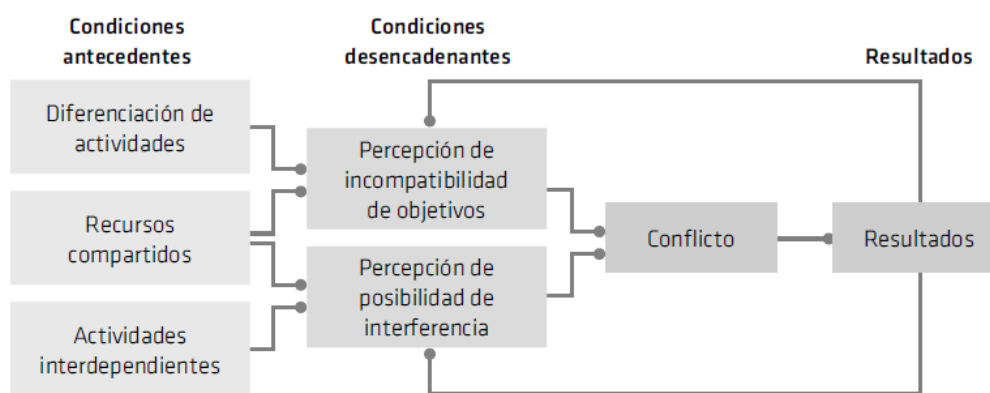 Condiciones
antecedentes
Condiciones
desencadenantes
Resultados
Diferenciación de
actividades
Recursos
compartidos
Actividades
interdependientes
Percepción de
incompatibilidad
de objetivos
Percepción de
posibilidad de
interferencia
Conflicto
Resultados